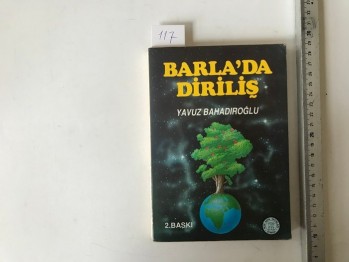 117
BARLA'DA
DİRİLİŞ
YAVUZ BAHADIROĞLU
2.BASKI